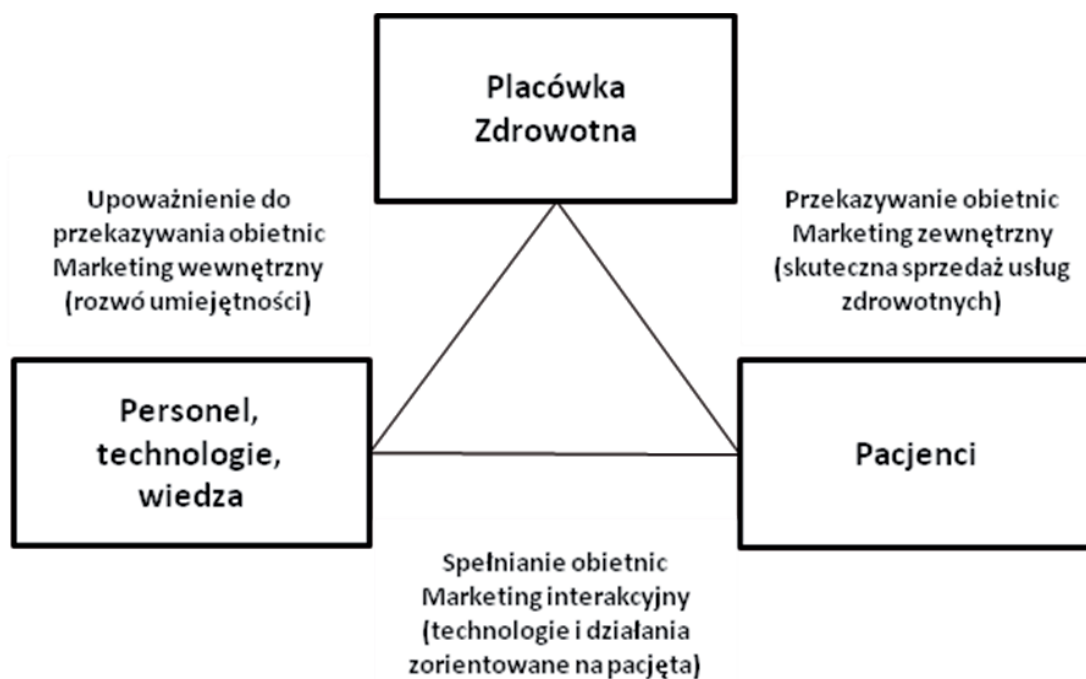 Placówka
Zdrowotna
Upoważnienie do
przekazywania obietnic
Marketing wewnętrzny
(rozwó umiejętności)
Przekazywanie obietnic
Marketing zewnętrzny
(skuteczna sprzedaż usług
zdrowotnych)
Personel,
technologie,
wiedza
Pacjenci
Spełnianie obietnic
Marketing interakcyjny
(technologie i działania
zorientowane na pacjęta)